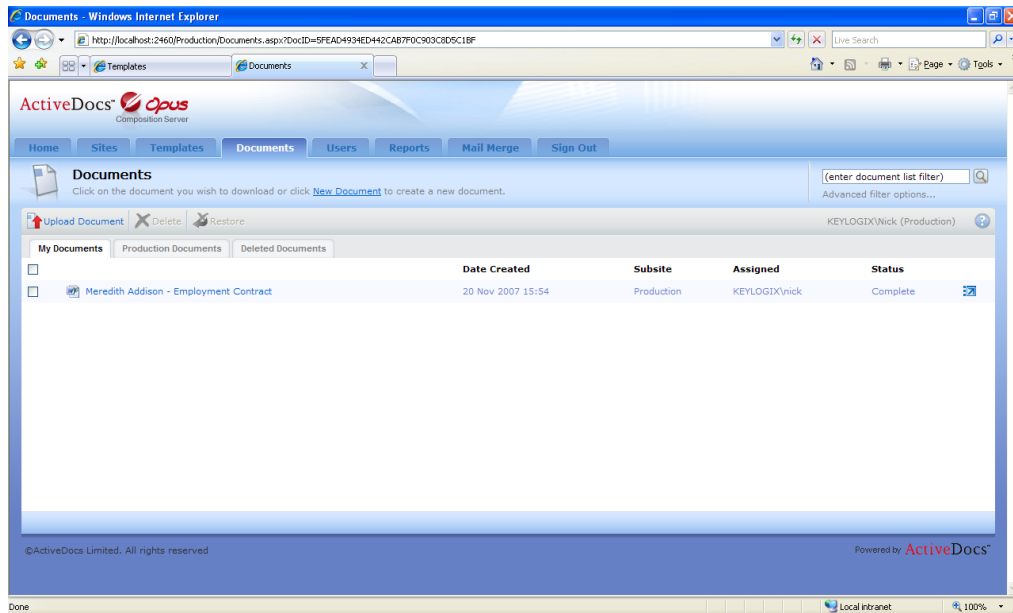 Documents - Windows Internet Explorer
http://localhost:2460/Production/Documents.aspx?DocID=5FEAD4934ED442CAB7F0C903C8D5C1BF
Live Search
Templates
Documents
Page
Tools
ActiveDocs Opus
Composition Server
Home Sites Templates Documents Users Reports Mail Merge Sign Out
Documents
Click on the document you wish to download or click New Document to create a new document.
(enter document list filter)
Advanced filter options...
Upload Document Delete Restore
KEYLOGIX\Nick (Production)
My Documents Production Documents Deleted Documents
Date Created Subsite Assigned Status
Meredith Addison - Employment Contract 20 Nov 2007 15:54 Production KEYLOGIX\nick Complete
©ActiveDocs Limited. All rights reserved
Powered by ActiveDocs™
Done
Local intranet
100%